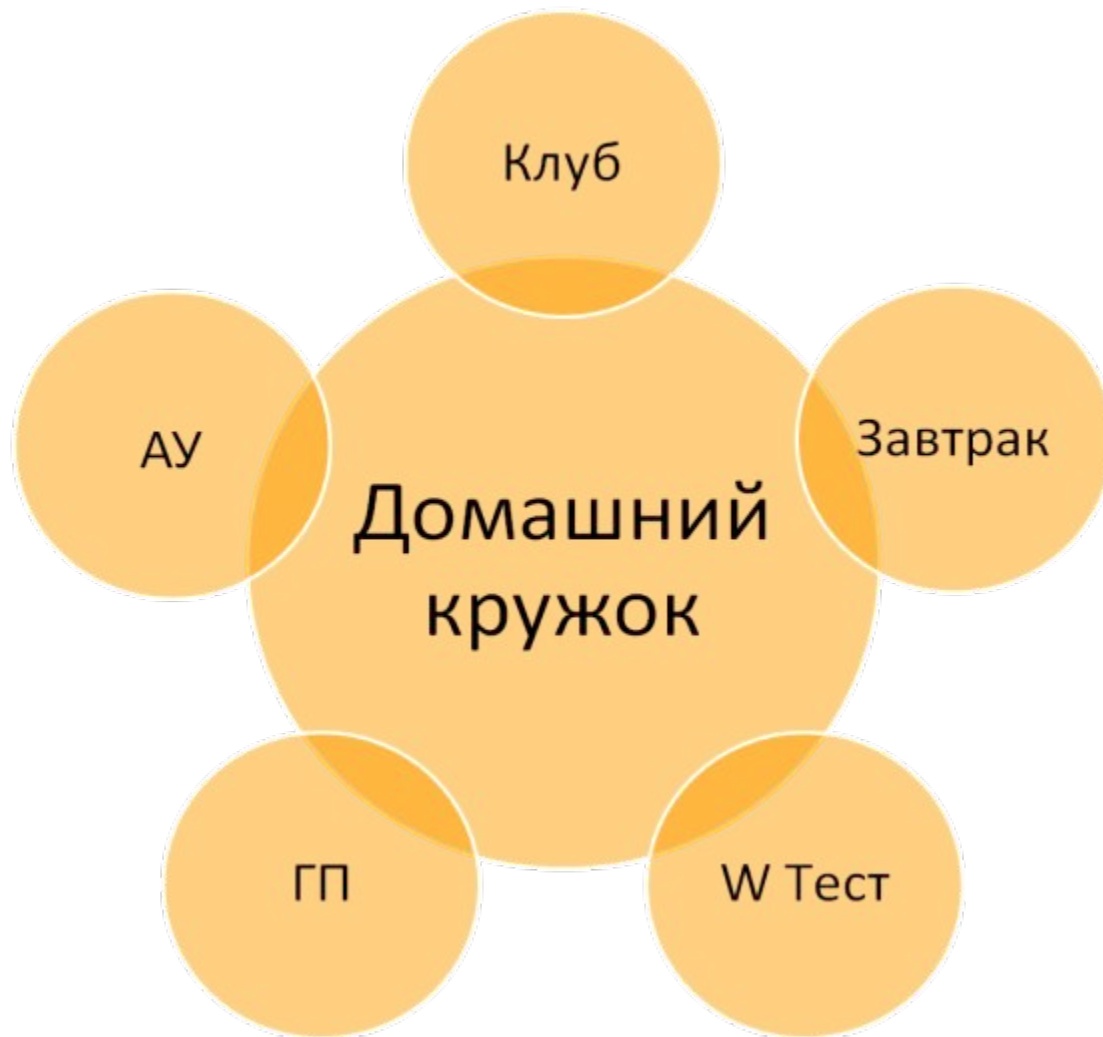 Клуб
Завтрак
АУ
Домашний
кружок
ГП
W Тест